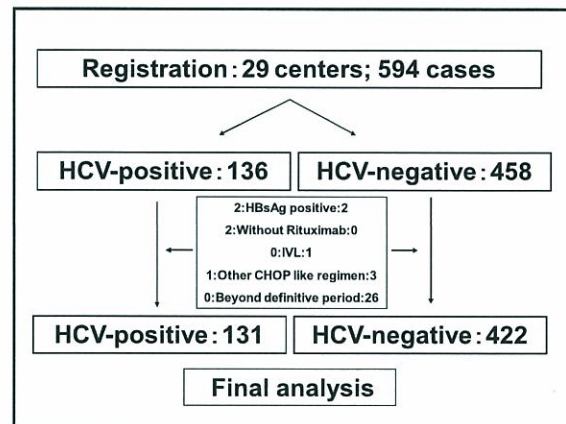 Registration：29 centers; 594 cases
HCV-positive：136
HCV-negative：458
2:HBsAg positive:2
2:Without Rituximab:0
0:IVL:1
1:Other CHOP like regimen:3
0:Beyond definitive period:26
HCV-positive：131
HCV-negative：422
Final analysis